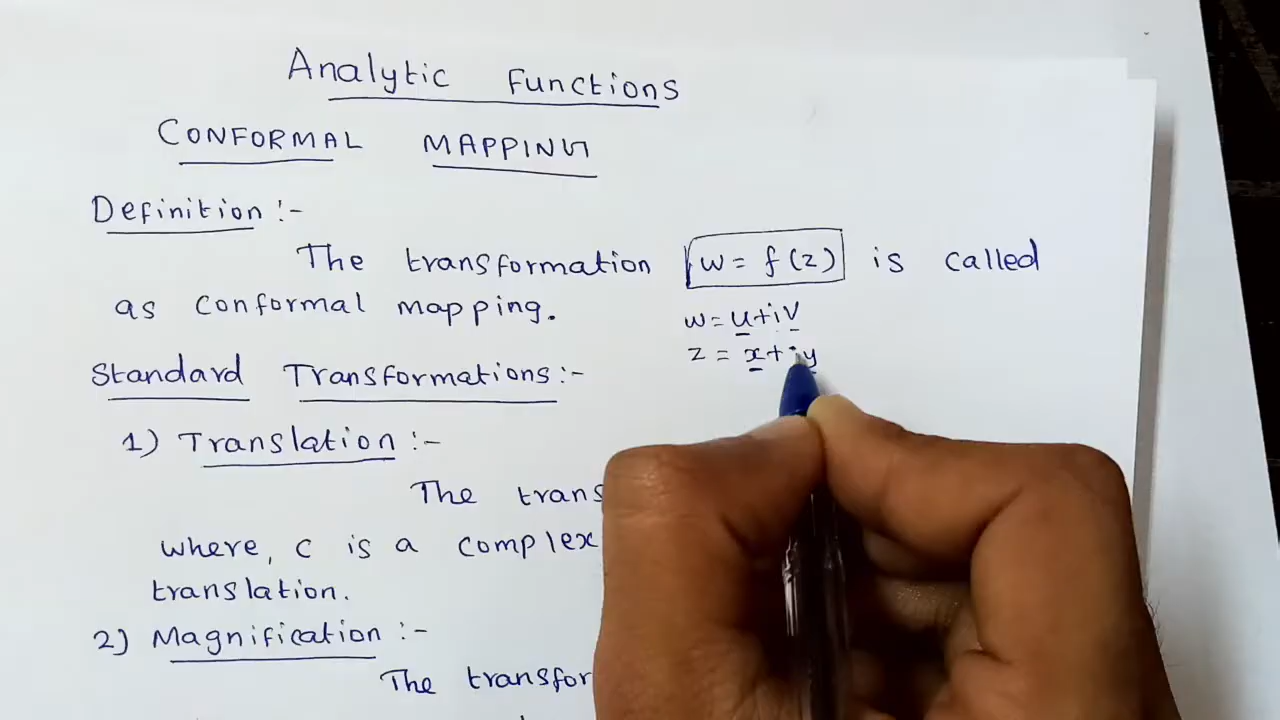 Analytic Functions
CONFORMAL MAPPING
Definition :-
The transformation w = f(z) is called
as conformal mapping.
w = u+iv
z = x+iy
Standard Transformations:-
1) Translation :-
The trans
where, c is a complex
translation.
2) Magnification :-
The transfor